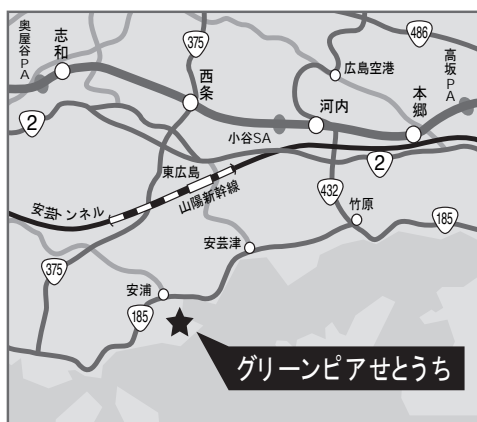 奥屋谷PA
志和
375
486
高坂PA
西条
広島空港
河内
本郷
2
小谷SA
2
東広島
山陽新幹線
432
竹原
185
安芸トンネル
安芸津
375
安浦
185
グリーンピアせとうち